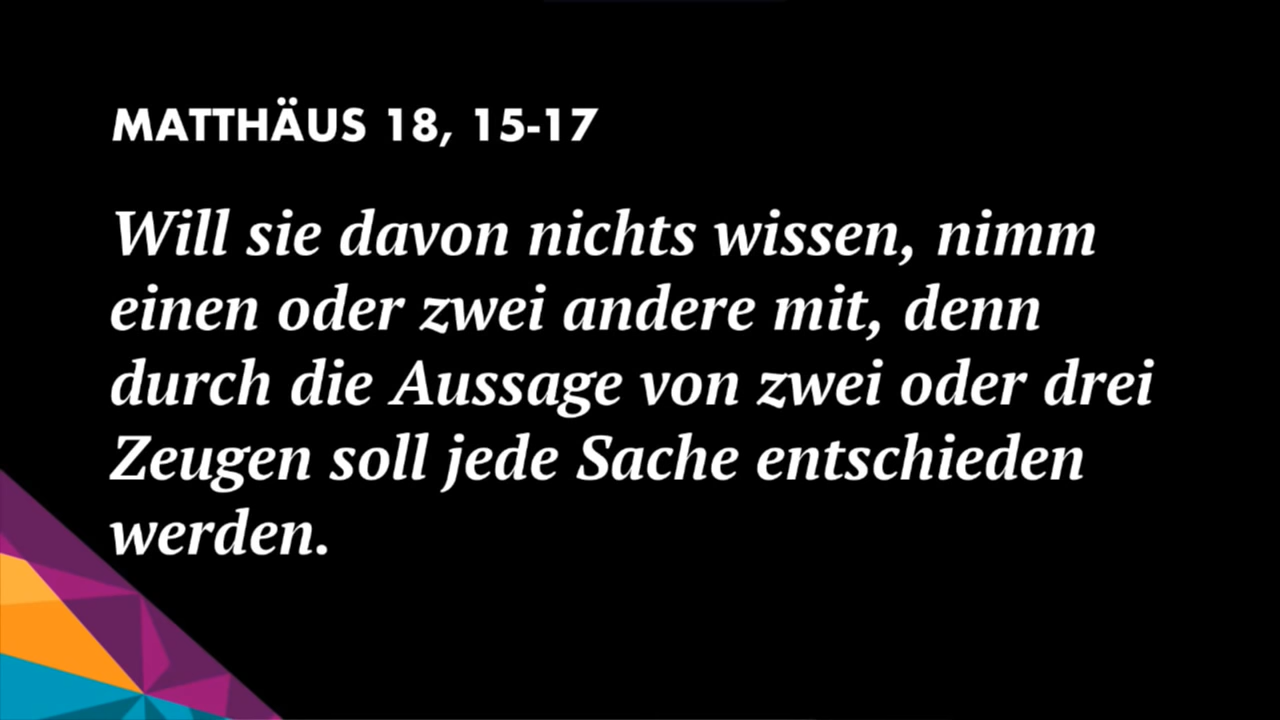 MATTHÄUS 18, 15-17
Will sie davon nichts wissen, nimm
einen oder zwei andere mit, denn
durch die Aussage von zwei oder drei
Zeugen soll jede Sache entschieden
werden.